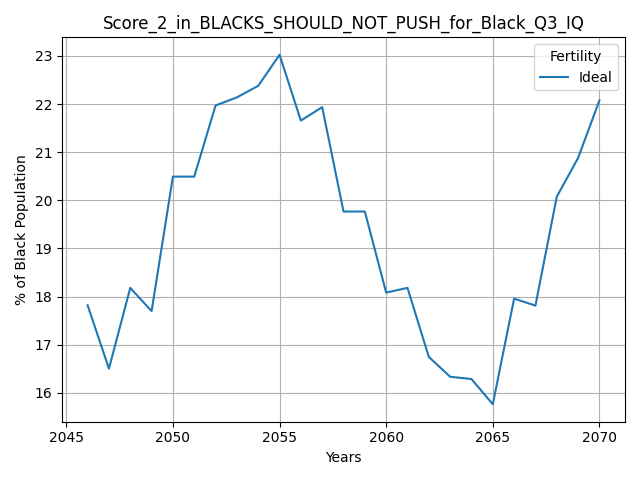 Score_2_in_BLACKS_SHOULD_NOT_PUSH_for_Black_Q3_IQ
Fertility
Ideal
% of Black Population
23
22
21
20
19
18
17
16
2045
2050
2055
2060
2065
2070
Years